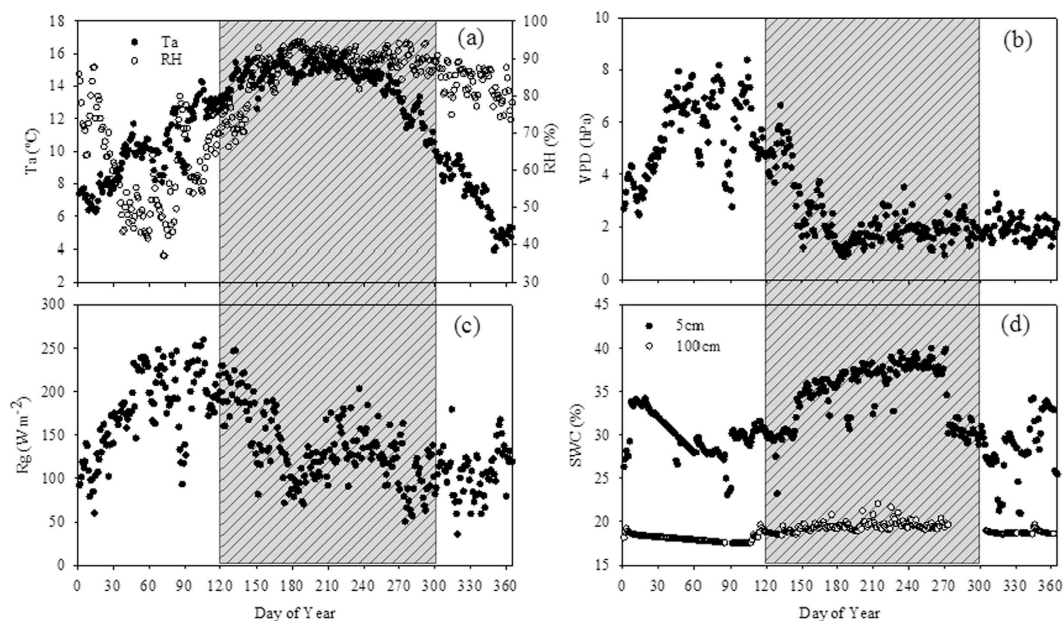 (a)
Ta
RH
Ta (°C)
18
16
14
12
10
8
6
4
2
100
90
80
70
60
50
40
30
RH (%)
(b)
VPD (hPa)
10
8
6
4
2
0
(c)
Rg (W m-2)
300
250
200
150
100
50
0
0 30 60 90 120 150 180 210 240 270 300 330 360
Day of Year
(d)
5cm
100cm
SWC (%)
45
40
35
30
25
20
15
0 30 60 90 120 150 180 210 240 270 300 330 360
Day of Year